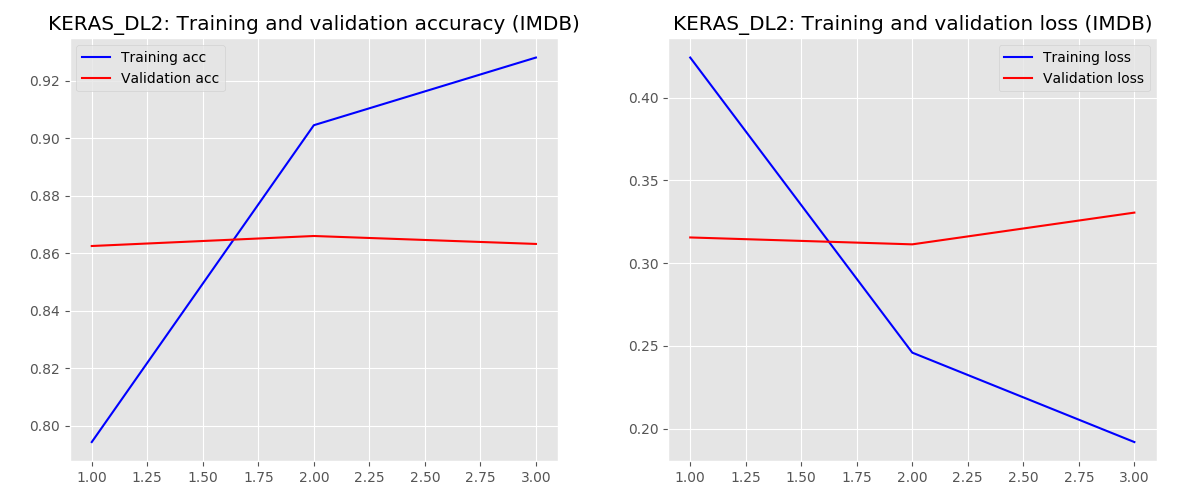 KERAS_DL2: Training and validation accuracy (IMDB)
Training acc
Validation acc
0.92
0.90
0.88
0.86
0.84
0.82
0.80
1.00 1.25 1.50 1.75 2.00 2.25 2.50 2.75 3.00
KERAS_DL2: Training and validation loss (IMDB)
Training loss
Validation loss
0.40
0.35
0.30
0.25
0.20
1.00 1.25 1.50 1.75 2.00 2.25 2.50 2.75 3.00